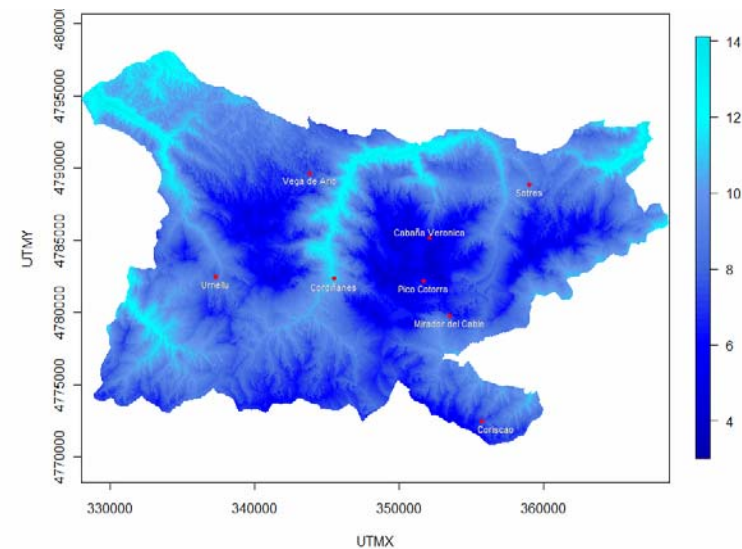 4800000
4795000
4790000
4785000
4780000
4775000
4770000
UTMY
330000
340000
350000
360000
UTMX
14
12
10
8
6
4
Vega de Ario
Sotres
Cabaña Veronica
Urriellu
Cordiñanes
Pico Cotorra
Mirador del Cable
Coriscao